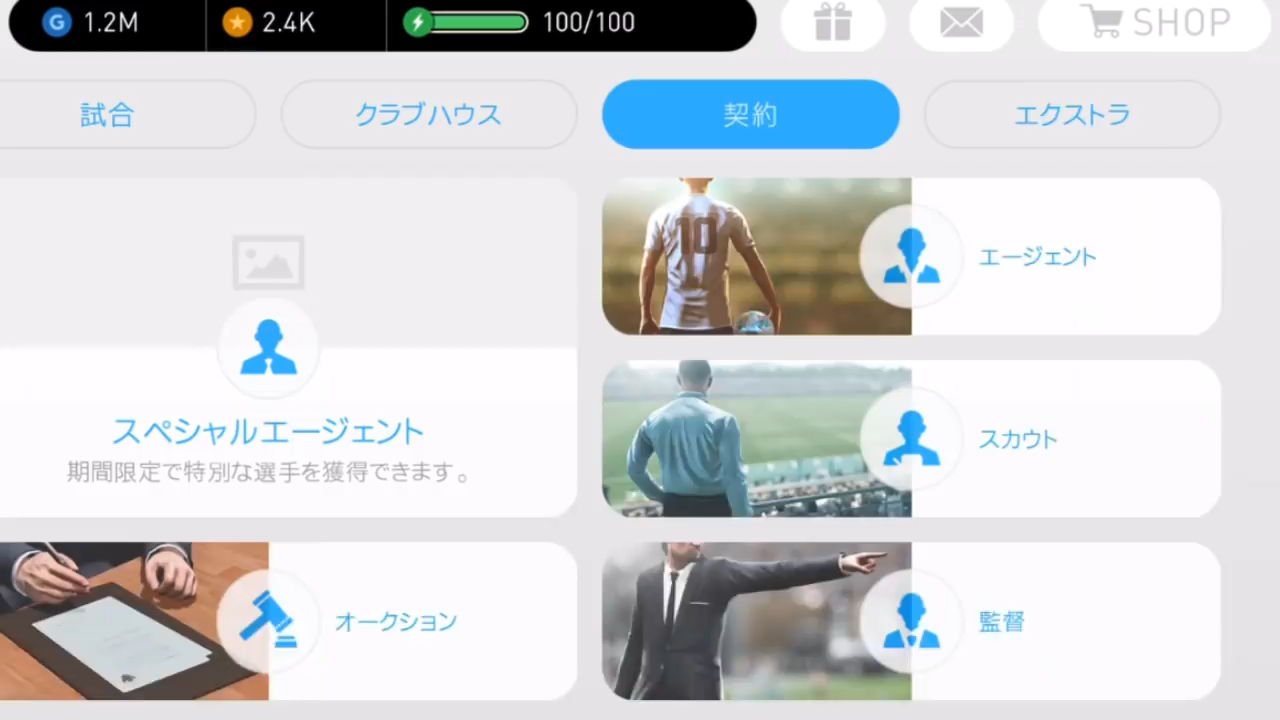 G 1.2M 2.4K 100/100 SHOP
試合 クラブハウス 契約 エクストラ
10
エージェント
スペシャルエージェント
期間限定で特別な選手を獲得できます。
スカウト
オークション
監督